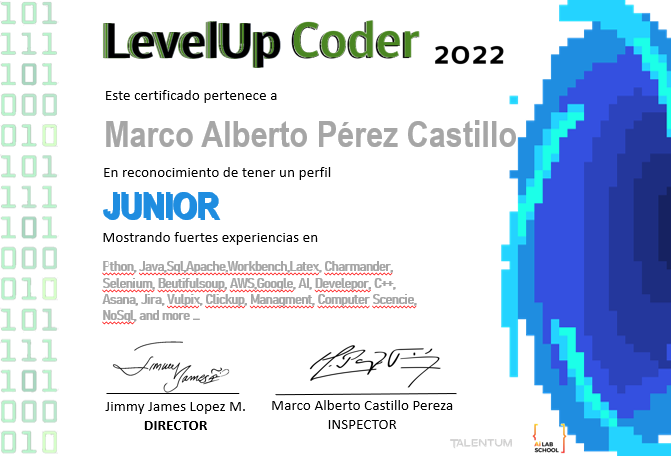 101
111
101
000
010
101
111
101
000
010
101
111
101
000
010
LevelUp Coder 2022
Este certificado pertenece a
Marco Alberto Pérez Castillo
En reconocimiento de tener un perfil
JUNIOR
Mostrando fuertes experiencias en
Pthon, Java,Sql,Apache,Workbench,Latex, Charmander,
Selenium, Beutifulsoup, AWS,Google, AI, Develepor, C++,
Asana, Jira, Vulpix, Clickup, Managment, Computer Scencie,
NoSql, and more ...
Jimmy James
Jimmy James Lopez M.
DIRECTOR
Marco Alberto Castillo Pereza
INSPECTOR
TALENTUM
AI LAB
SCHOOL